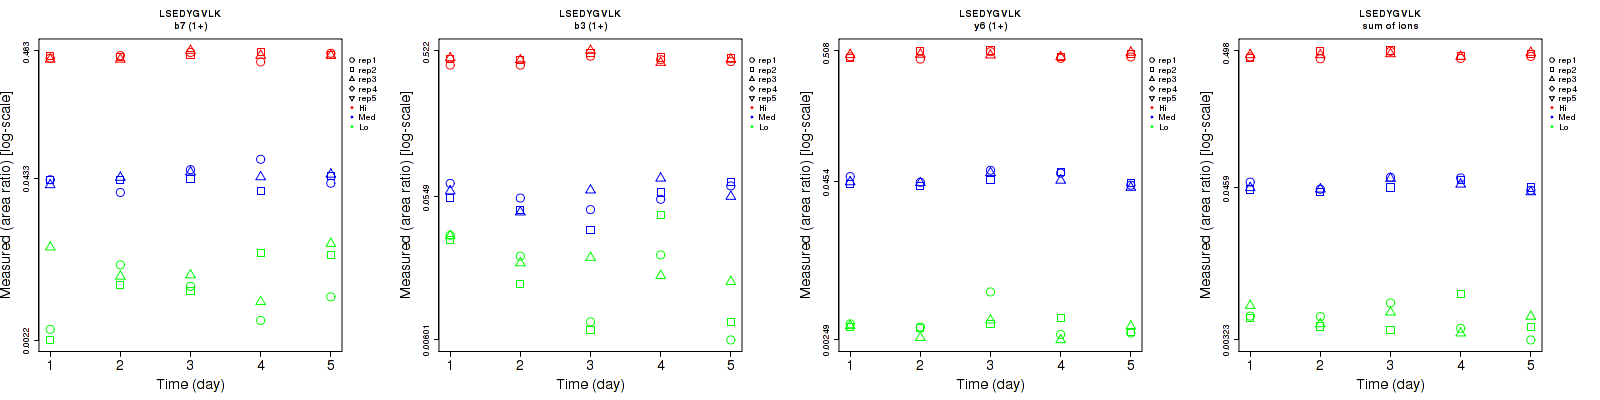 LSEDYGVLK
b7 (1+)
Measured (area ratio) [log-scale]
0.463
0.0433
0.0022
1 2 3 4 5
Time (day)
rep1
rep2
rep3
rep4
rep5
Hi
Med
Lo
LSEDYGVLK
b3 (1+)
Measured (area ratio) [log-scale]
0.522
0.0549
0.00601
1 2 3 4 5
Time (day)
rep1
rep2
rep3
rep4
rep5
Hi
Med
Lo
LSEDYGVLK
y6 (1+)
Measured (area ratio) [log-scale]
0.508
0.0454
0.00249
1 2 3 4 5
Time (day)
rep1
rep2
rep3
rep4
rep5
Hi
Med
Lo
LSEDYGVLK
sum of ions
Measured (area ratio) [log-scale]
0.498
0.0459
0.00323
1 2 3 4 5
Time (day)
rep1
rep2
rep3
rep4
rep5
Hi
Med
Lo